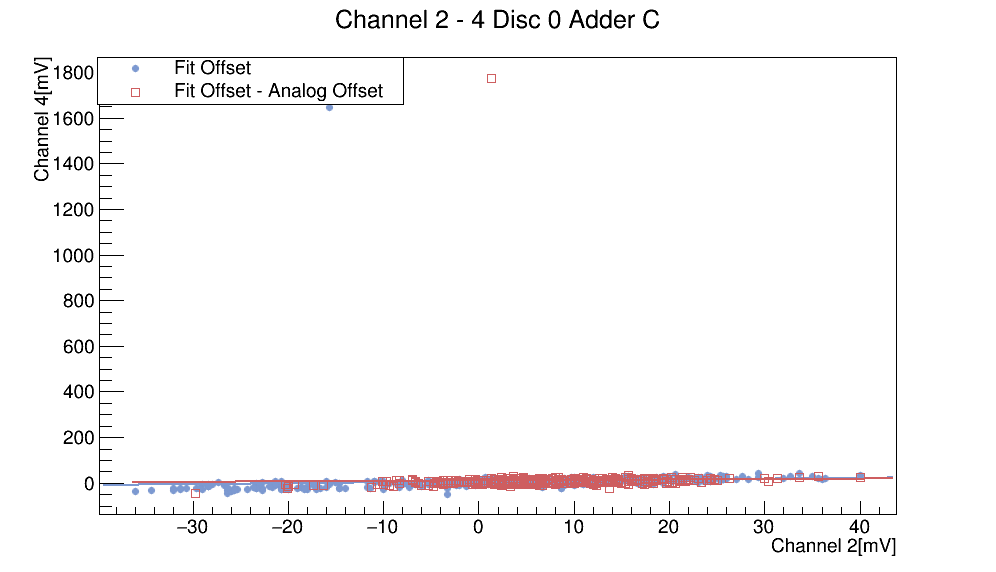 Channel 2 - 4 Disc 0 Adder C
Channel 4[mV]
Fit Offset
Fit Offset - Analog Offset
1800
1600
1400
1200
1000
800
600
400
200
0
−30 −20 −10 0 10 20 30 40
Channel 2[mV]